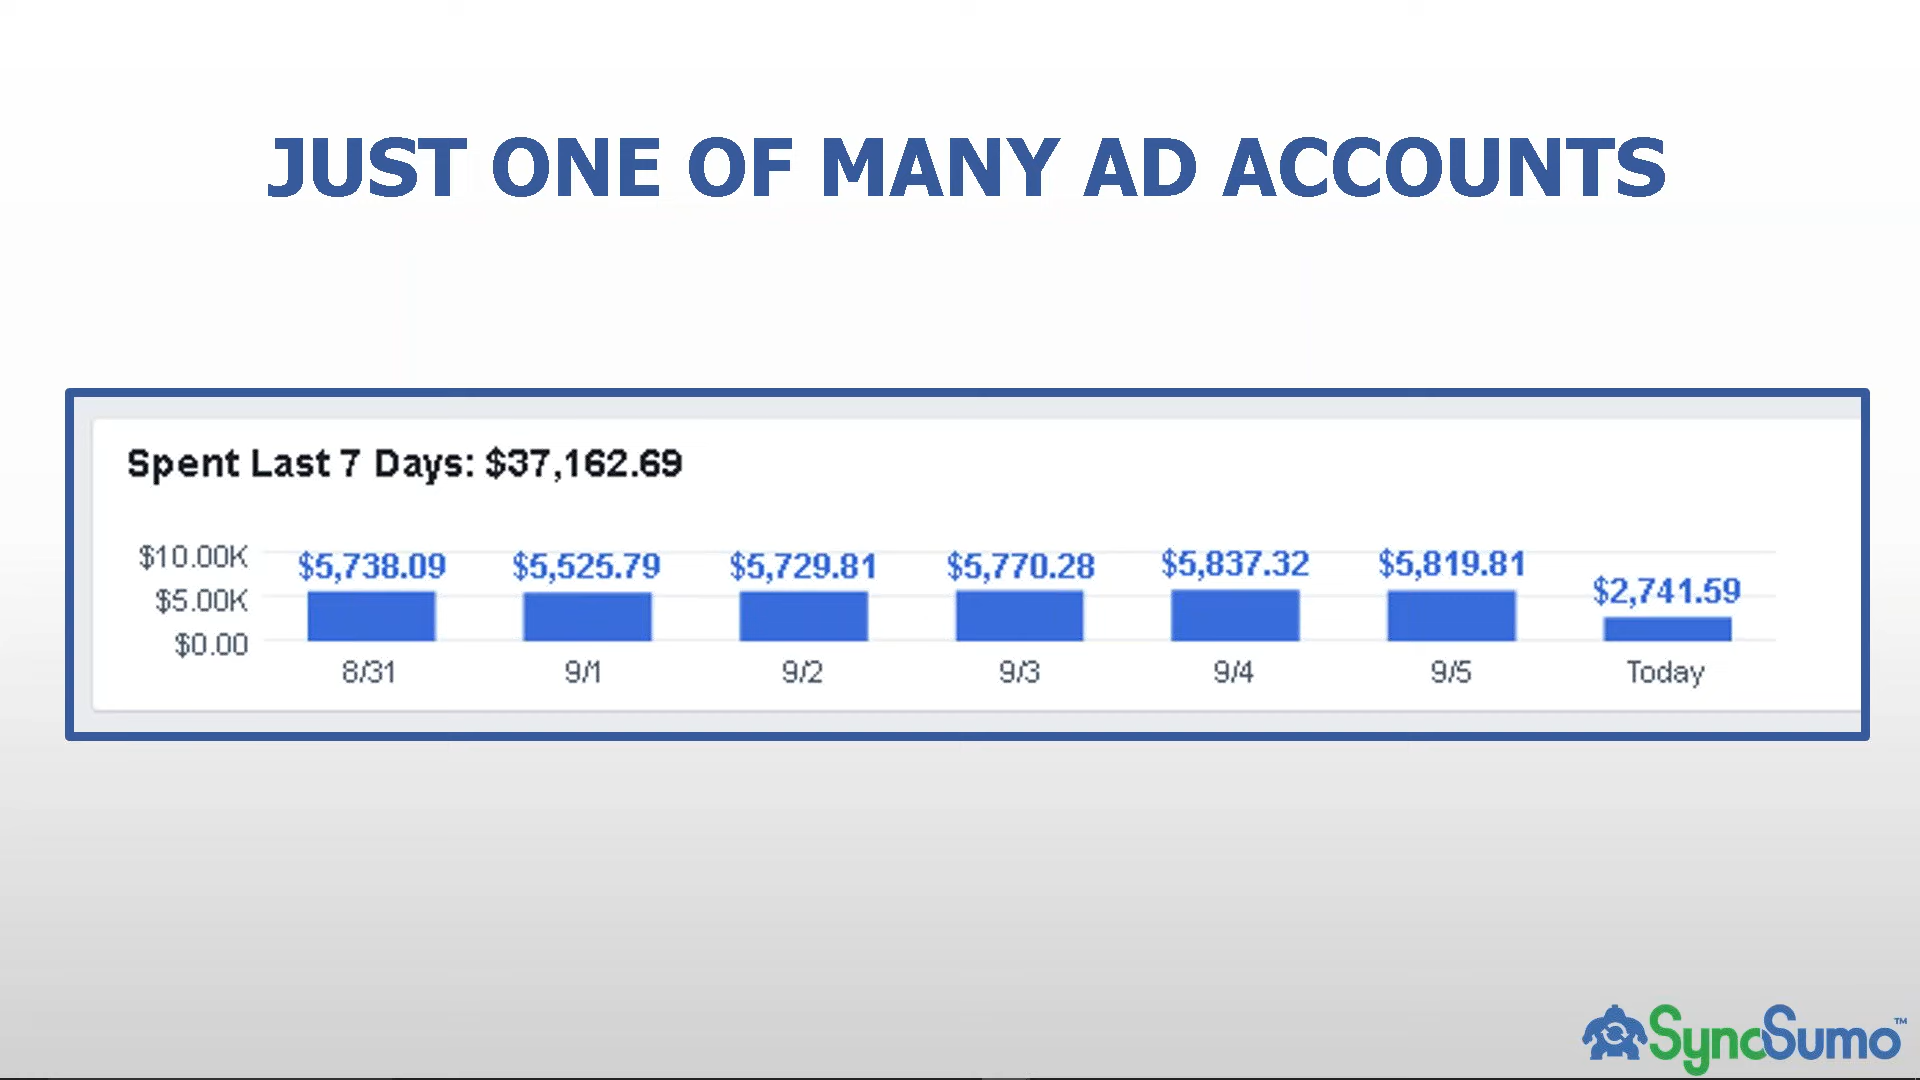 JUST ONE OF MANY AD ACCOUNTS
Spent Last 7 Days: $37,162.69
$10.00K
$5.00K
$0.00
$5,738.09 $5,525.79 $5,729.81 $5,770.28 $5,837.32 $5,819.81 $2,741.59
8/31 9/1 9/2 9/3 9/4 9/5 Today
SyncSumo™